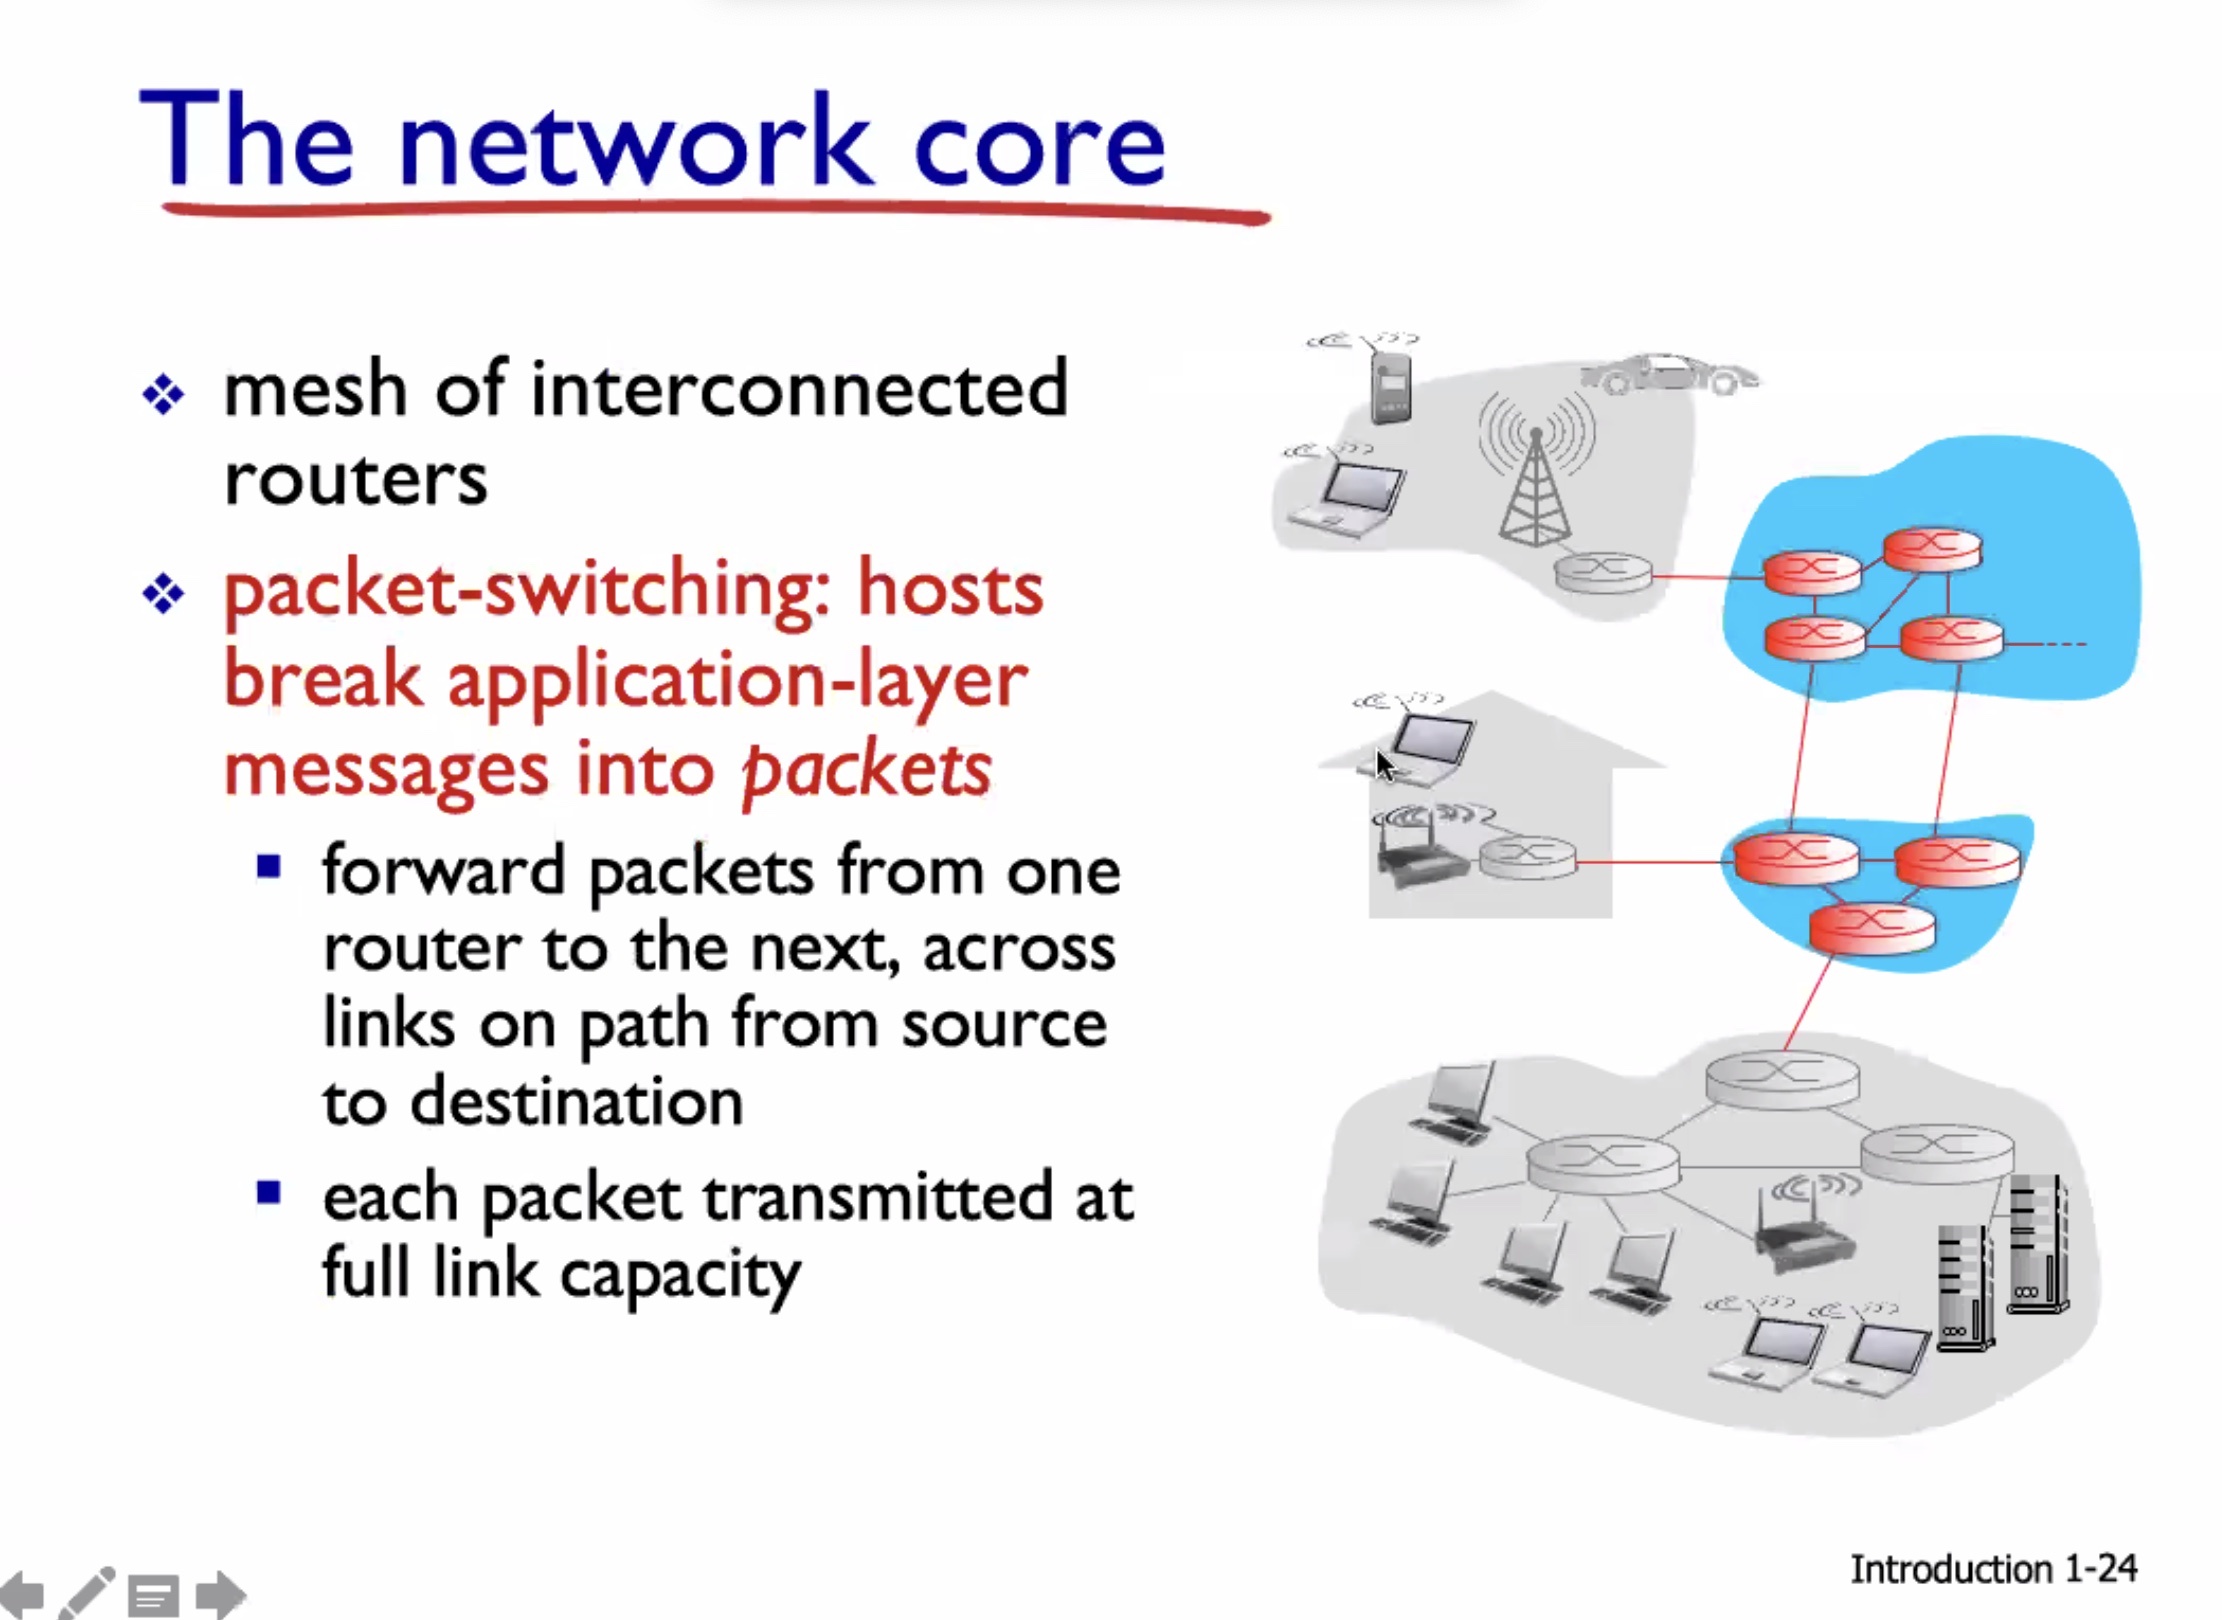 The network core
mesh of interconnected
routers
packet-switching: hosts
break application-layer
messages into packets
forward packets from one
router to the next, across
links on path from source
to destination
each packet transmitted at
full link capacity
Introduction 1-24